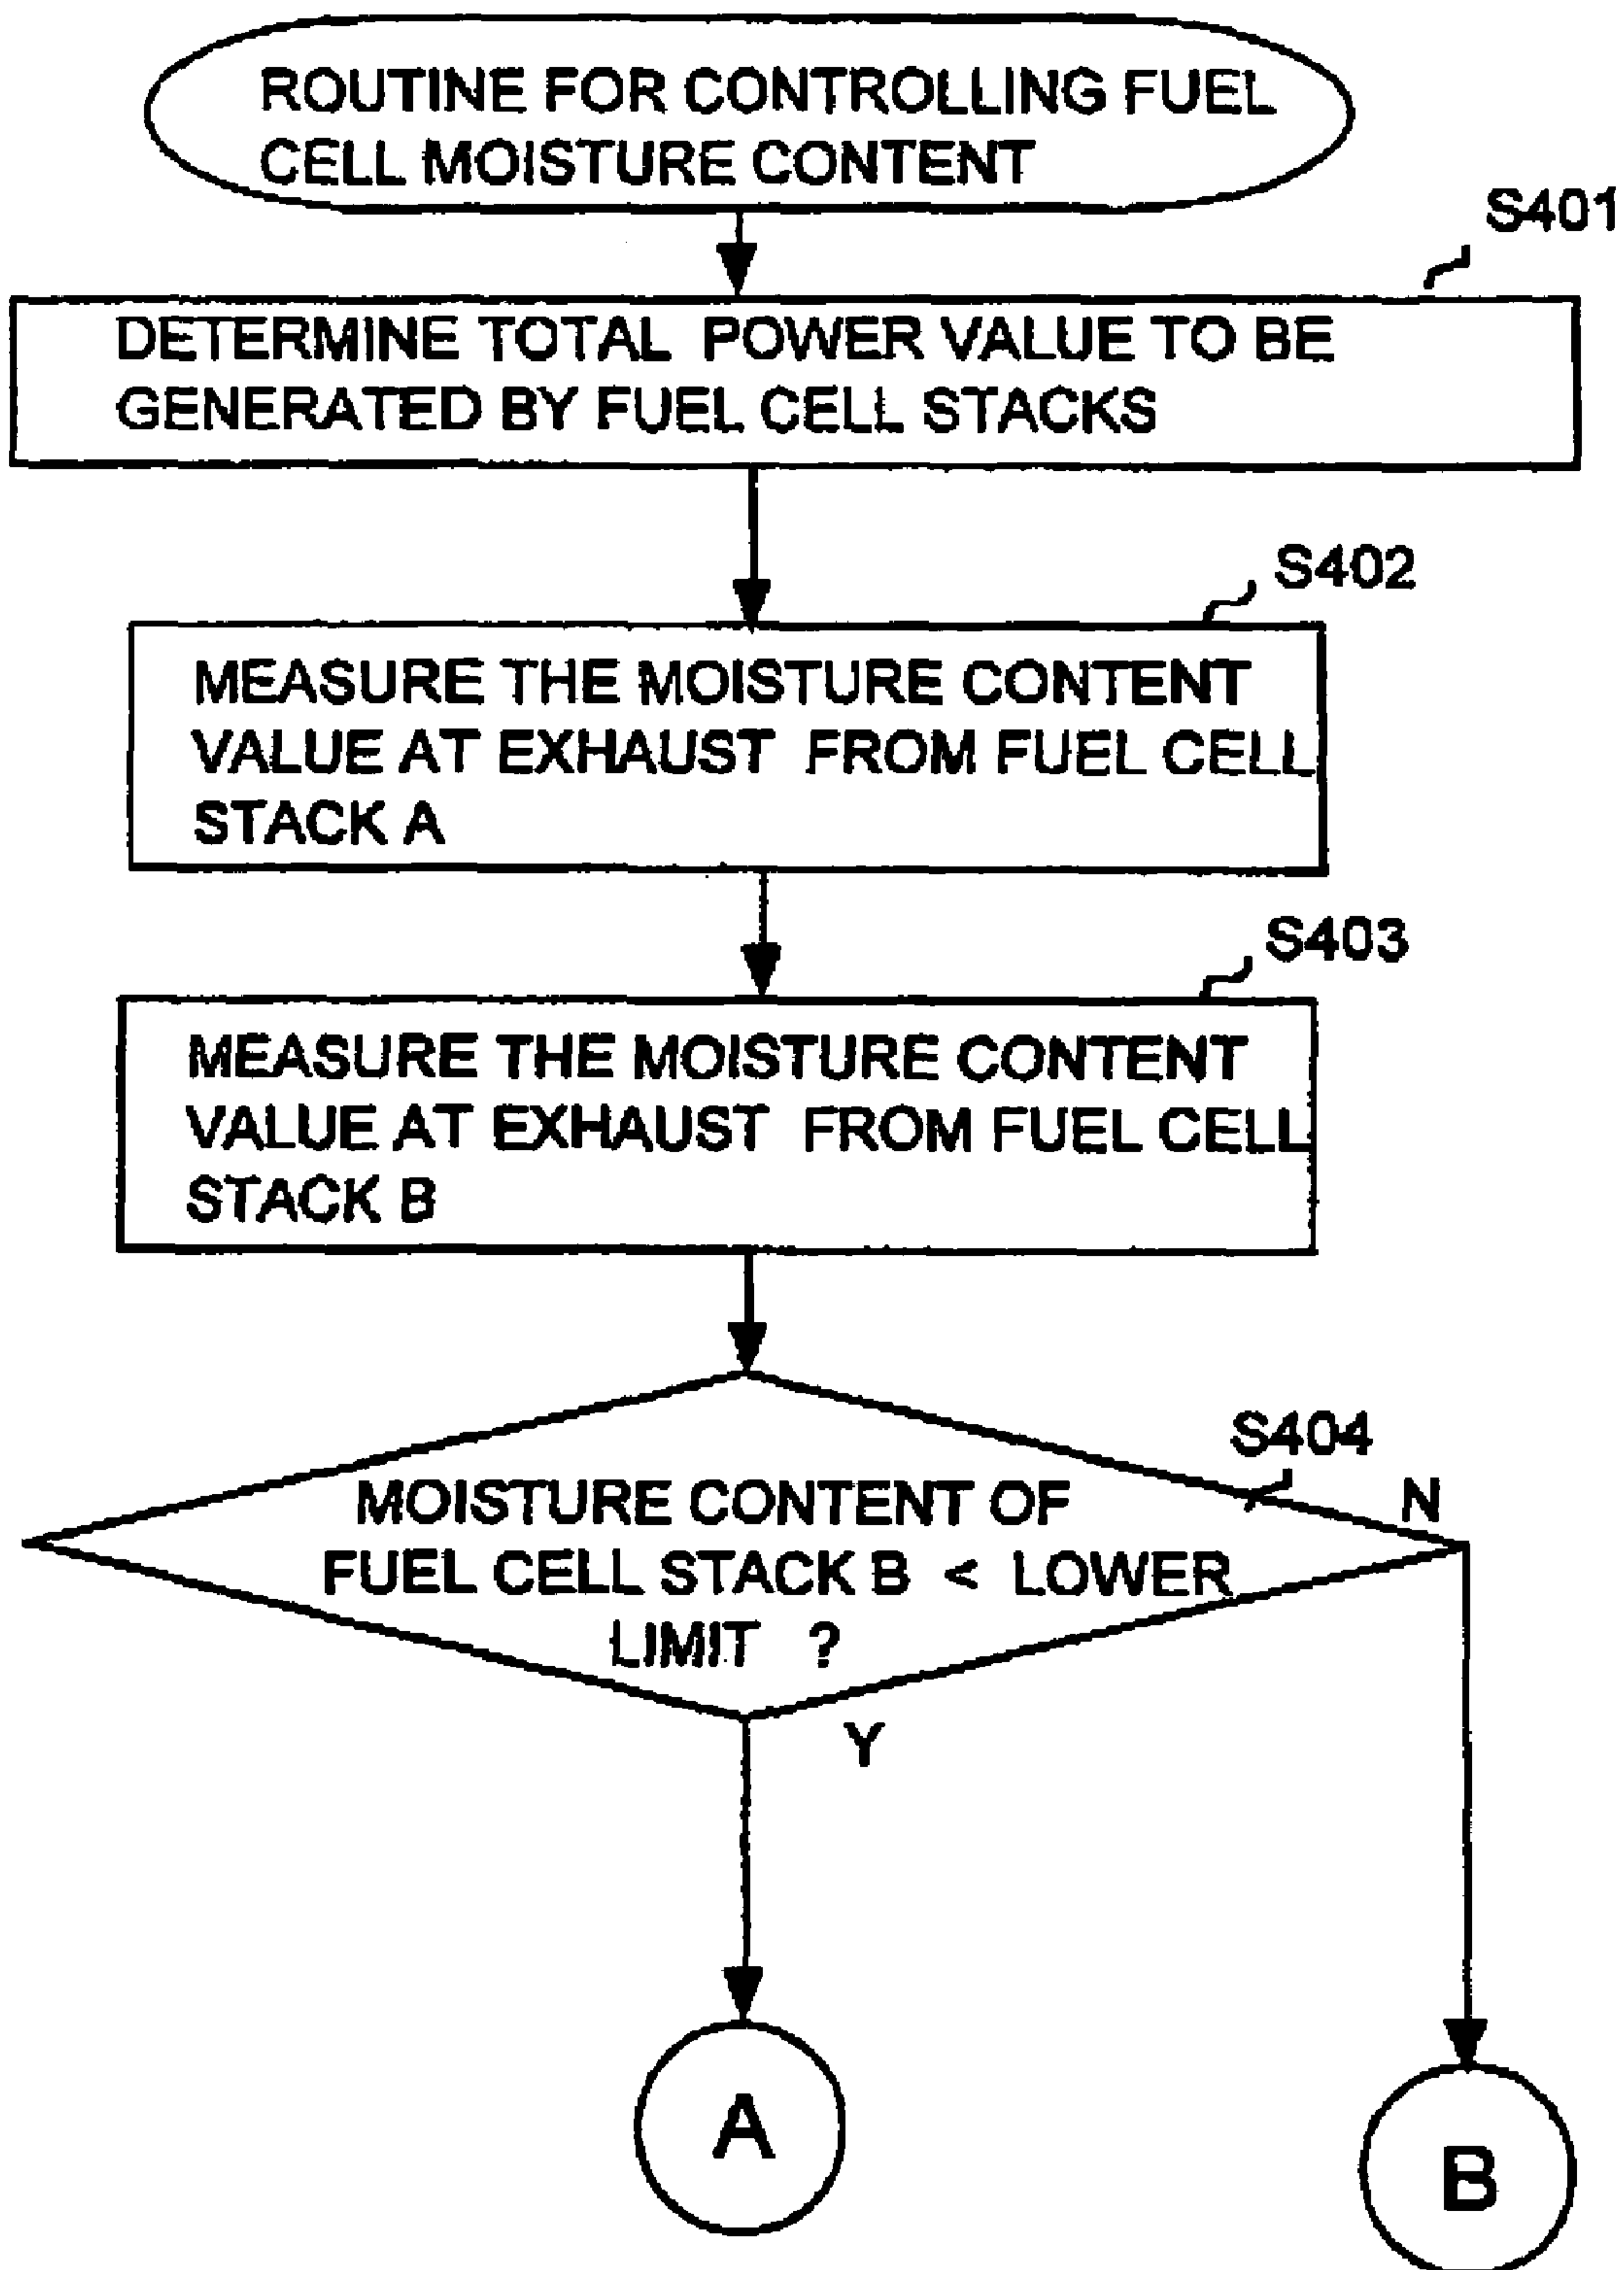 ROUTINE FOR CONTROLLING FUEL
CELL MOISTURE CONTENT
S401
DETERMINE TOTAL POWER VALUE TO BE
GENERATED BY FUEL CELL STACKS
S402
MEASURE THE MOISTURE CONTENT
VALUE AT EXHAUST FROM FUEL CELL
STACK A
S403
MEASURE THE MOISTURE CONTENT
VALUE AT EXHAUST FROM FUEL CELL
STACK B
S404
N
MOISTURE CONTENT OF
FUEL CELL STACK B < LOWER
LIMIT ?
Y
A
B